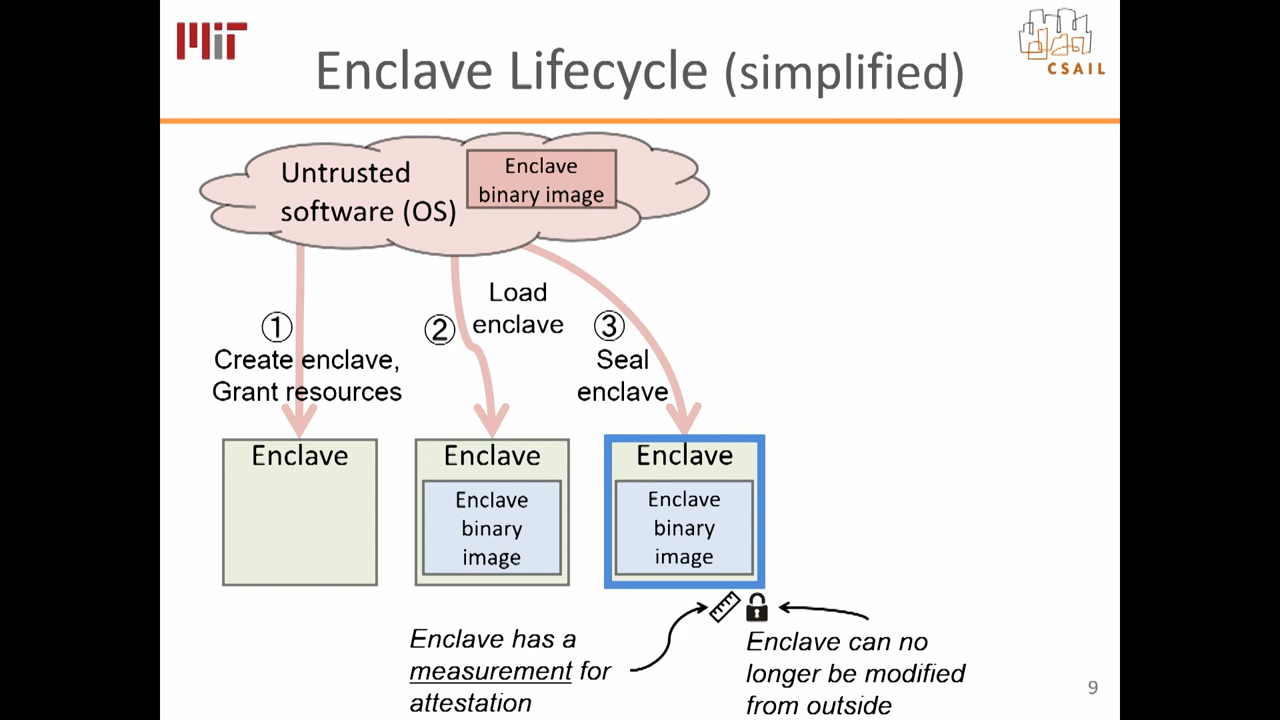 MIT
CSAIL
Enclave Lifecycle (simplified)
Untrusted
software (OS)
Enclave
binary image
①
Create enclave,
Grant resources
②
Load
enclave
③
Seal
enclave
Enclave
Enclave
Enclave
binary
image
Enclave
Enclave
binary
image
Enclave has a
measurement for
attestation
Enclave can no
longer be modified
from outside
9